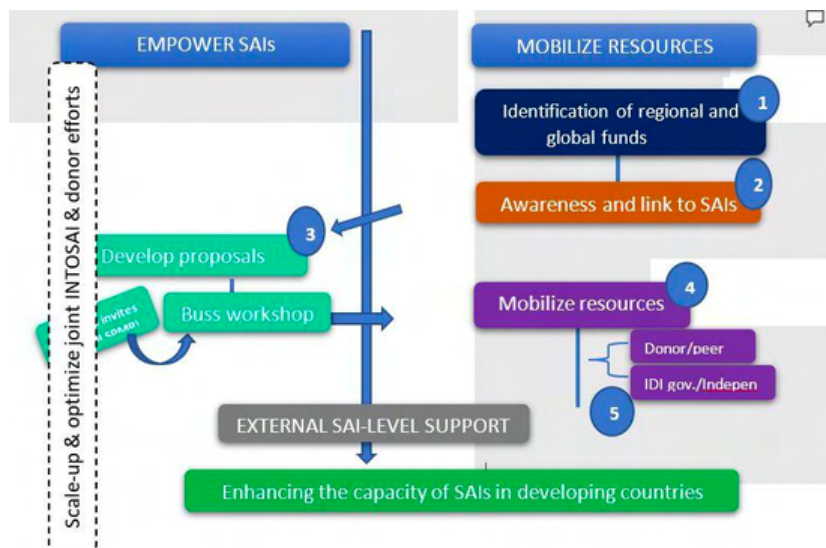 EMPOWER SAIs
MOBILIZE RESOURCES
Scale-up & optimize joint INTOSAI & donor efforts
1
Identification of regional and
global funds
2
Awareness and link to SAIs
3
Develop proposals
invites
Buss workshop
4
Mobilize resources
Donor/peer
IDI gov./Indepen
5
EXTERNAL SAI-LEVEL SUPPORT
Enhancing the capacity of SAIs in developing countries